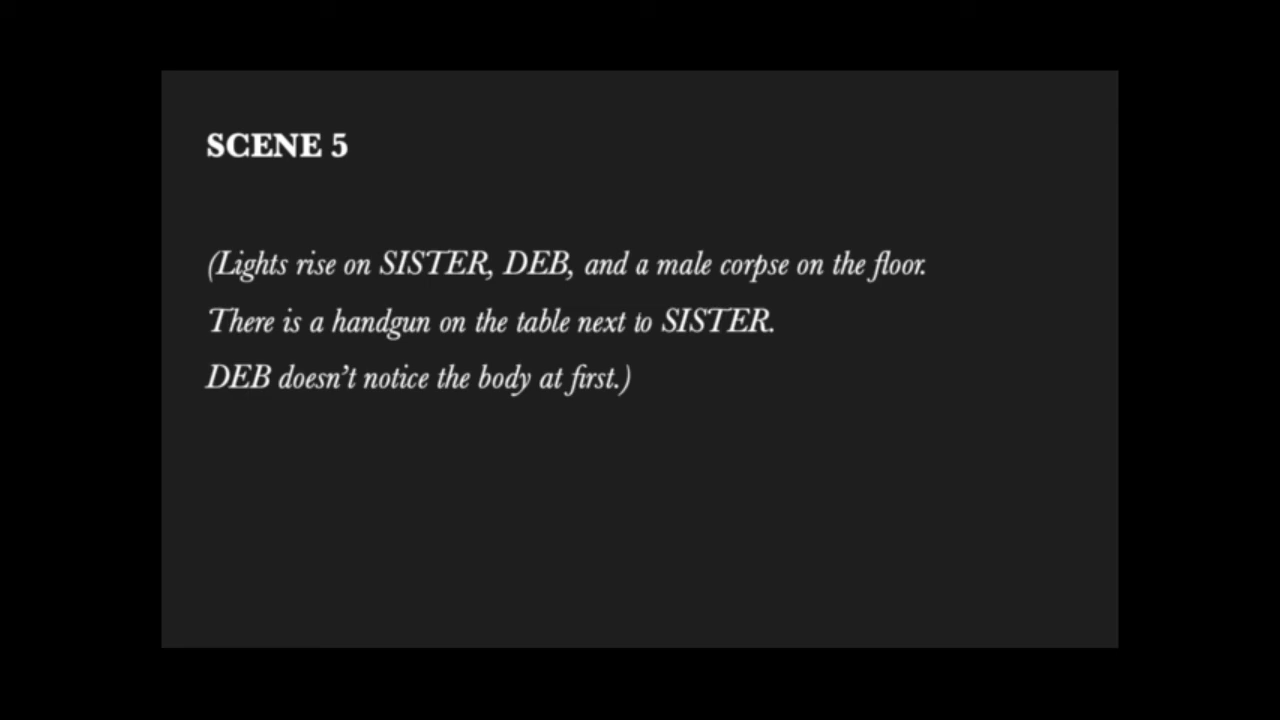 SCENE 5
(Lights rise on SISTER, DEB, and a male corpse on the floor.
There is a handgun on the table next to SISTER.
DEB doesn’t notice the body at first.)